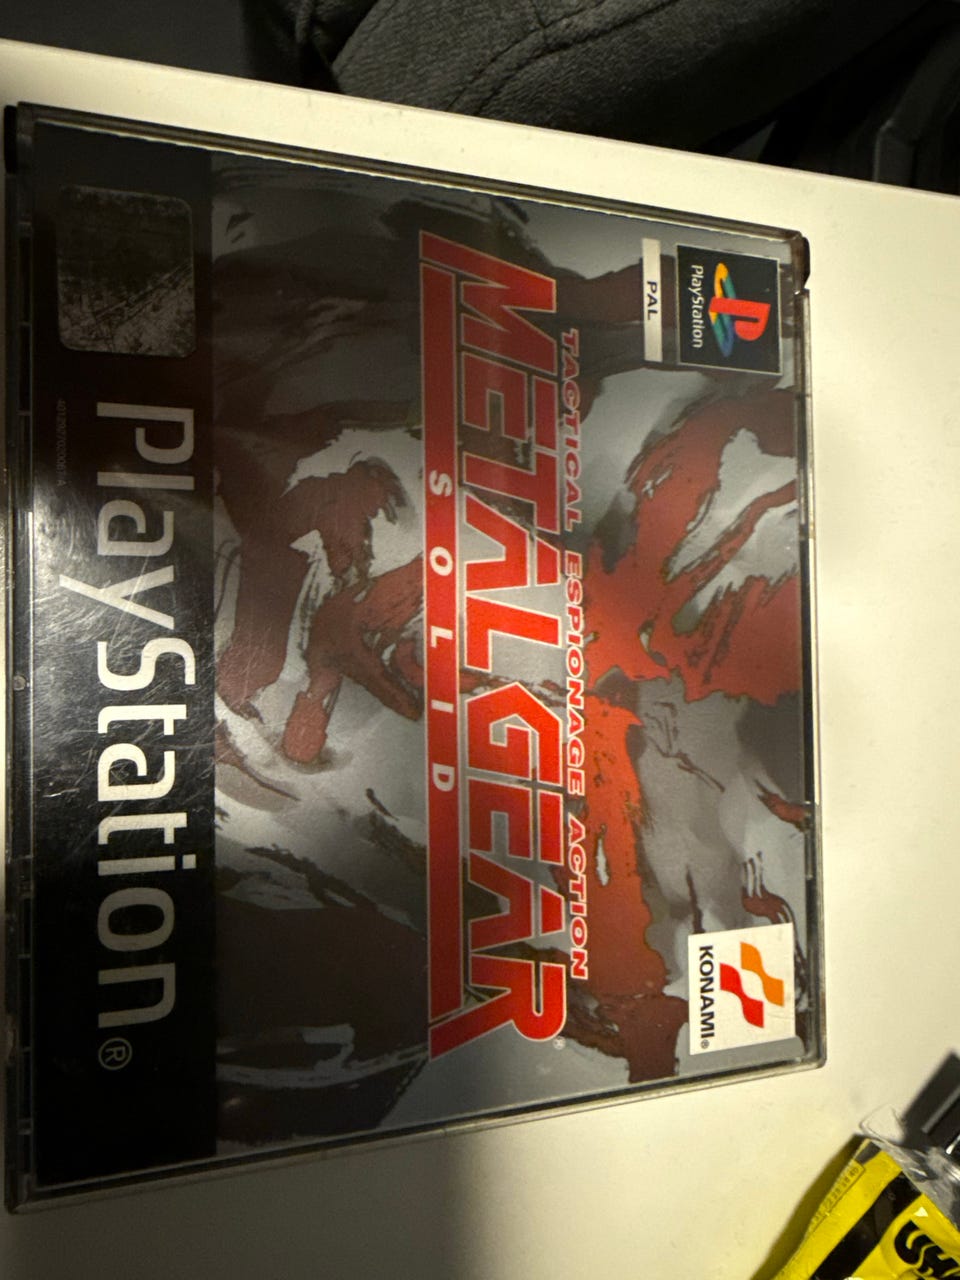 PlayStation
PAL
KONAMI®
TACTICAL ESPIONAGE ACTION
METAL GEAR®
SOLID
PlayStation®